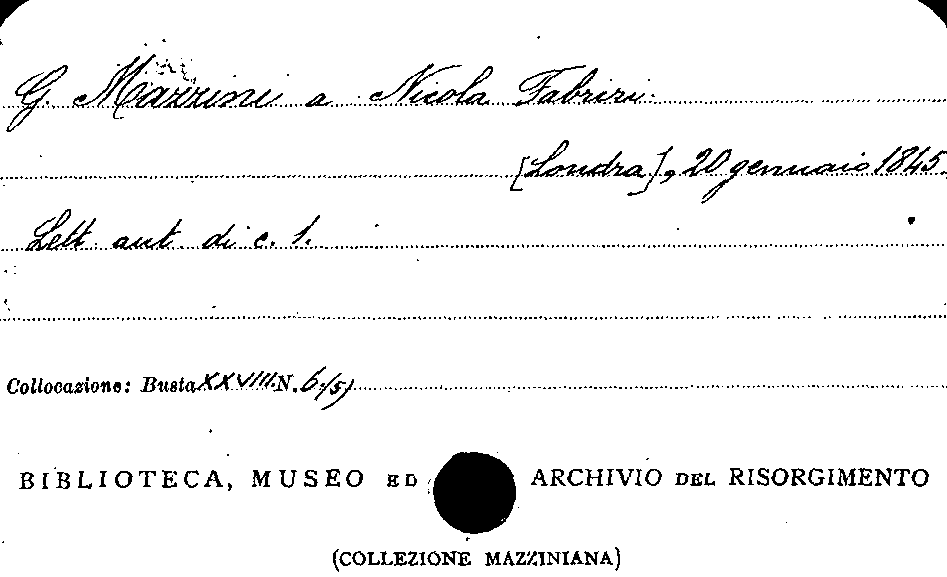 G. Mazzini a Nicola Fabrizi.
[Londra], 20 gennaio 1845.
Lett. aut. di c. 1.
Collocazione: Busta XXVIII N. 6/5)
BIBLIOTECA, MUSEO ED ARCHIVIO DEL RISORGIMENTO
(COLLEZIONE MAZZINIANA)